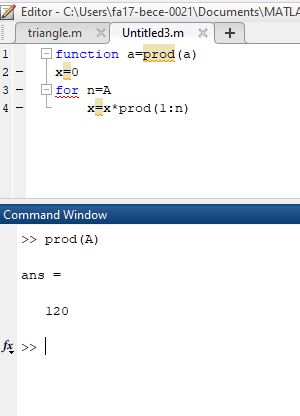 Editor - C:\Users\fa17-bece-0021\Documents\MATLA
triangle.m Untitled3.m
1 function a=prod(a)
2 - x=0
3 - for n=A
4 - x=x*prod(1:n)
Command Window
>> prod(A)
ans =
120
fx >>